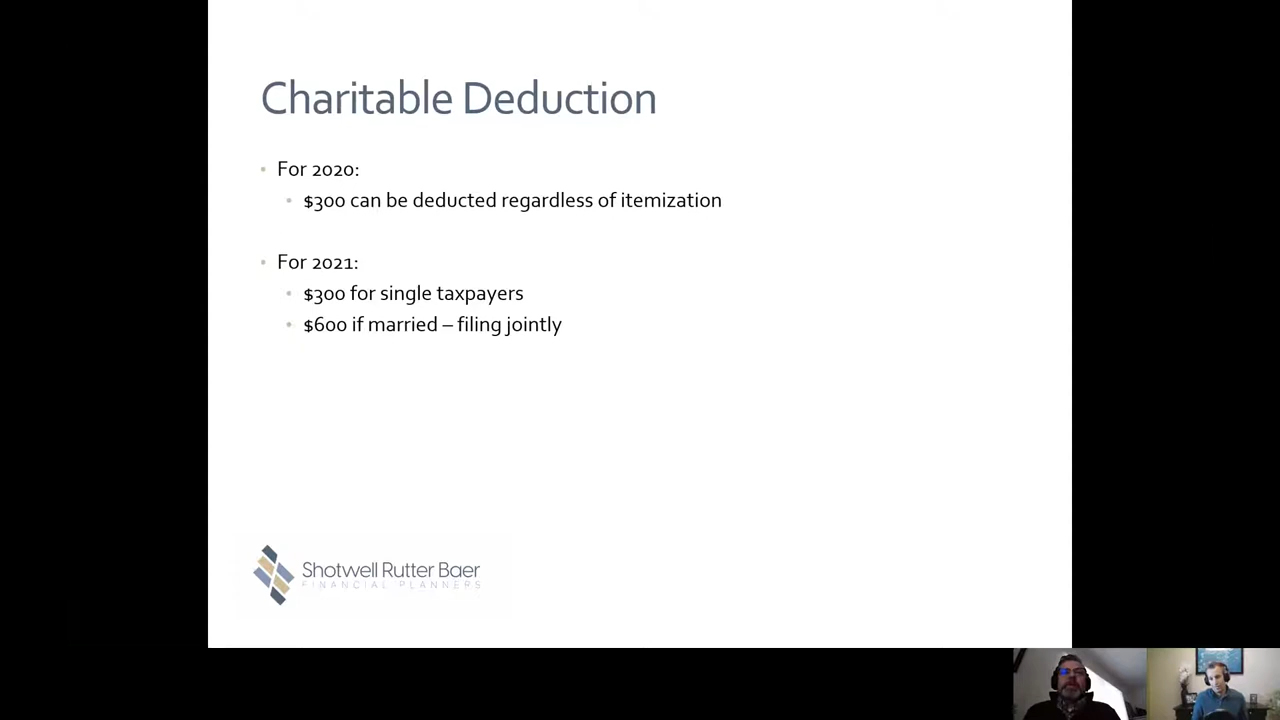 Charitable Deduction
• For 2020:
• $300 can be deducted regardless of itemization
• For 2021:
• $300 for single taxpayers
• $600 if married – filing jointly
Shotwell Rutter Baer
FINANCIAL PLANNERS